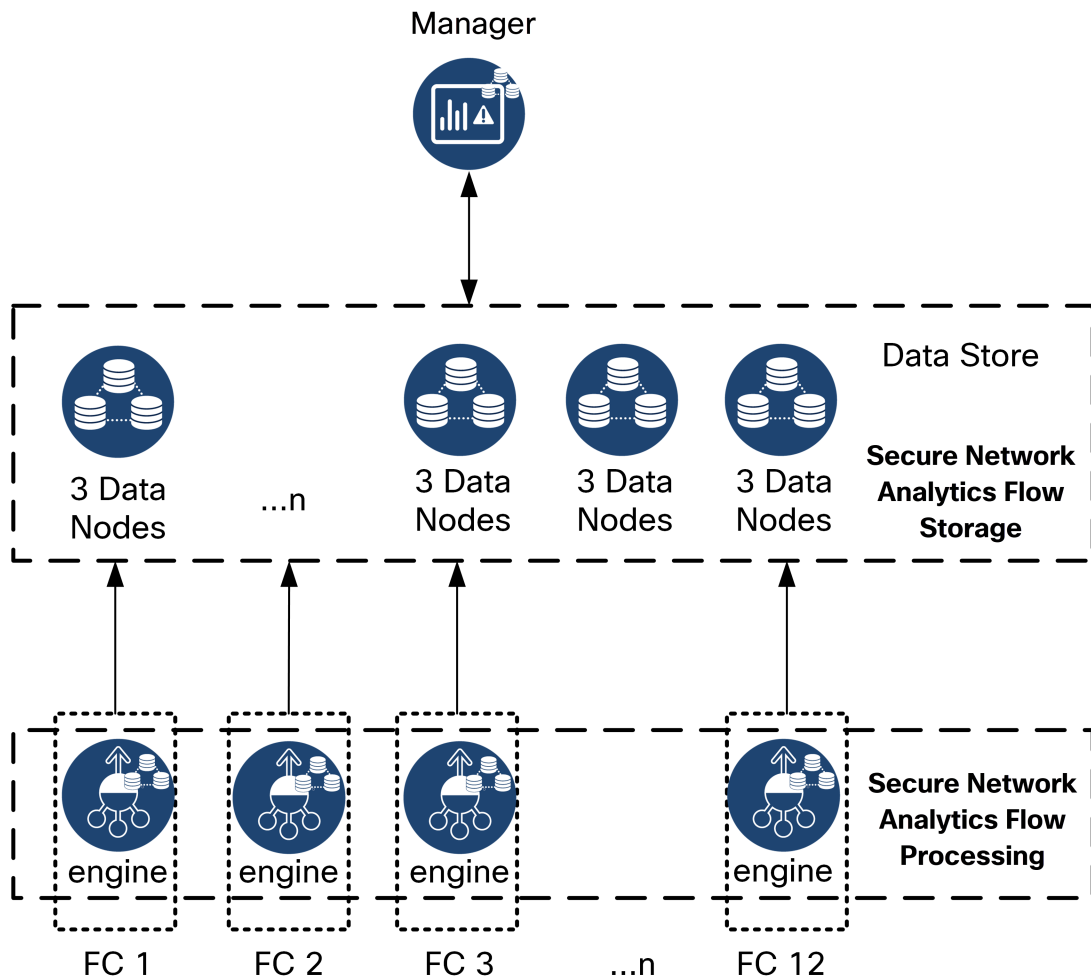 Manager
Data Store
Secure Network
Analytics Flow
Storage
3 Data
Nodes
...n
3 Data
Nodes
3 Data
Nodes
3 Data
Nodes
Secure Network
Analytics Flow
Processing
engine
engine
engine
engine
FC 1
FC 2
FC 3
...n
FC 12